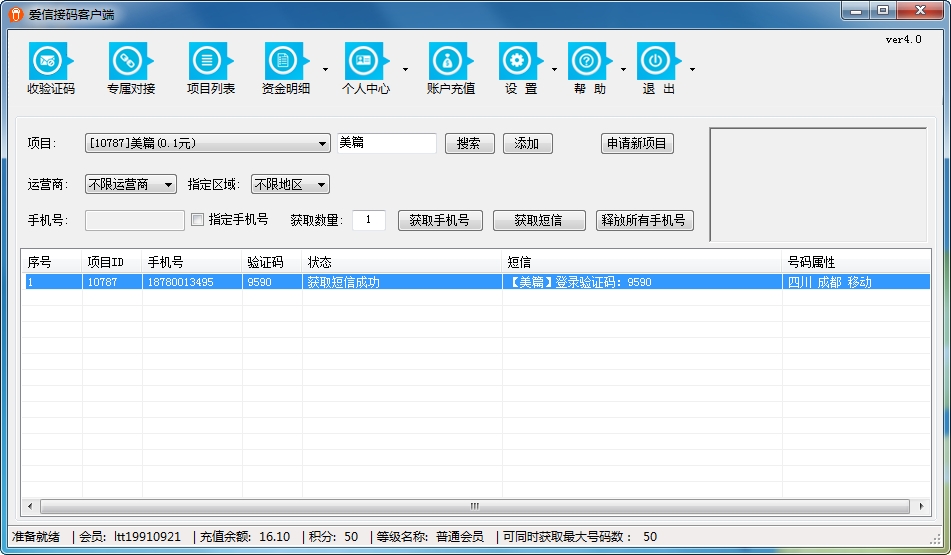 爱信接码客户端
ver4.0
收验证码 专属对接 项目列表 资金明细 个人中心 账户充值 设 置 帮 助 退 出
项目: [10787]美篇(0.1元) 美篇 搜索 添加 申请新项目
运营商: 不限运营商 指定区域: 不限地区
手机号: 指定手机号 获取数量: 1 获取手机号 获取短信 释放所有手机号
序号 项目ID 手机号 验证码 状态 短信 号码属性
1 10787 18780013495 9590 获取短信成功 【美篇】登录验证码: 9590 四川 成都 移动
准备就绪 |会员: ltt19910921 |充值余额: 16.10 |积分: 50 |等级名称: 普通会员 |可同时获取最大号码数: 50